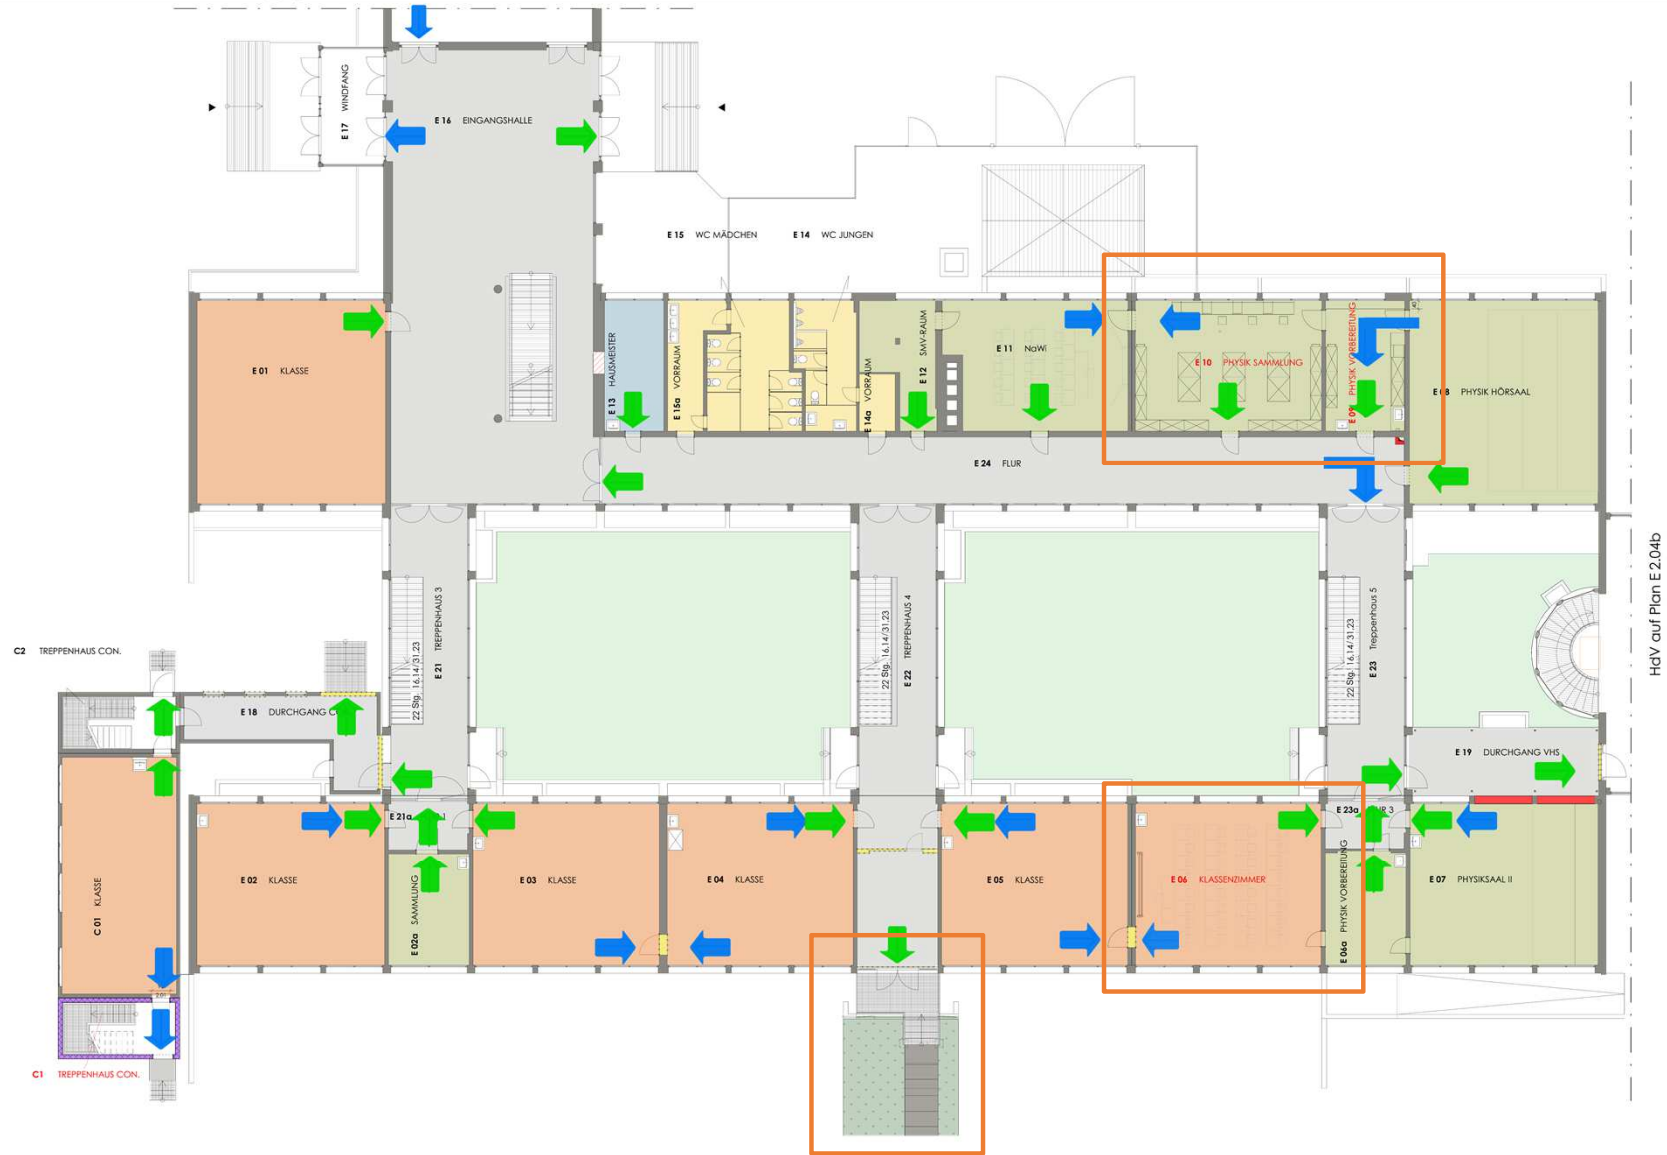 E 17 WINDFANG
E 16 EINGANGSHALLE
E 15 WC MÄDCHEN
E 14 WC JUNGEN
E 01 KLASSE
E 13 HAUSMEISTER
E 15a VORRAUM
E 14a VORRAUM
E 12 SMV-RAUM
E 11 NaWi
E 10 PHYSIK SAMMLUNG
E 09 PHYSIK VORBEREITUNG
E 08 PHYSIK HÖRSAAL
E 24 FLUR
HdV auf Plan E 2.04b
22 Stg. 16,14/31,23
E 21 TREPPENHAUS 3
22 Stg. 16,14/31,23
E 22 TREPPENHAUS 4
22 Stg. 16,14/31,23
E 23 Treppenhaus 5
C2 TREPPENHAUS CON.
E 18 DURCHGANG C
E 19 DURCHGANG VHS
E 21a
E 23a UR 3
C 01 KLASSE
E 02 KLASSE
E 02a SAMMLUNG
E 03 KLASSE
E 04 KLASSE
E 05 KLASSE
E 06 KLASSENZIMMER
E 06a PHYSIK VORBEREITUNG
E 07 PHYSIKSAAL II
2.01
C1 TREPPENHAUS CON.